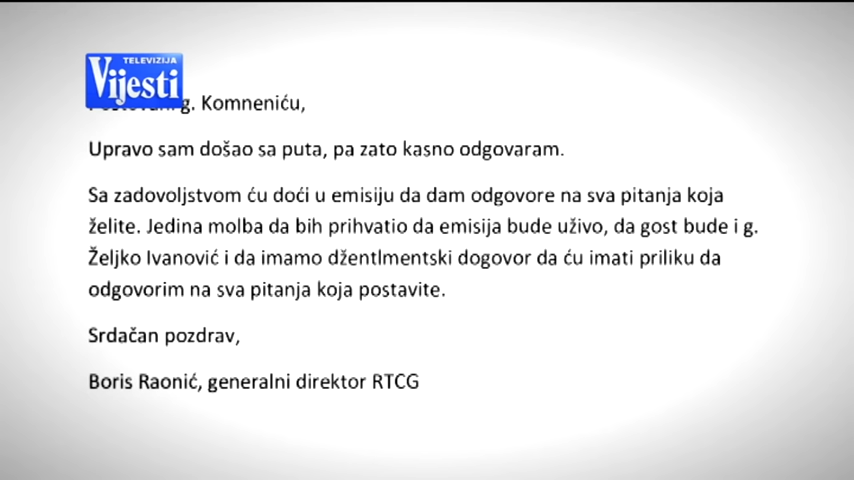 TELEVIZIJA
Vijesti
g. Komneniću,
Upravo sam došao sa puta, pa zato kasno odgovaram.
Sa zadovoljstvom ću doći u emisiju da dam odgovore na sva pitanja koja
želite. Jedina molba da bih prihvatio da emisija bude uživo, da gost bude i g.
Željko Ivanović i da imamo džentlmentski dogovor da ću imati priliku da
odgovorim na sva pitanja koja postavite.
Srdačan pozdrav,
Boris Raonić, generalni direktor RTCG